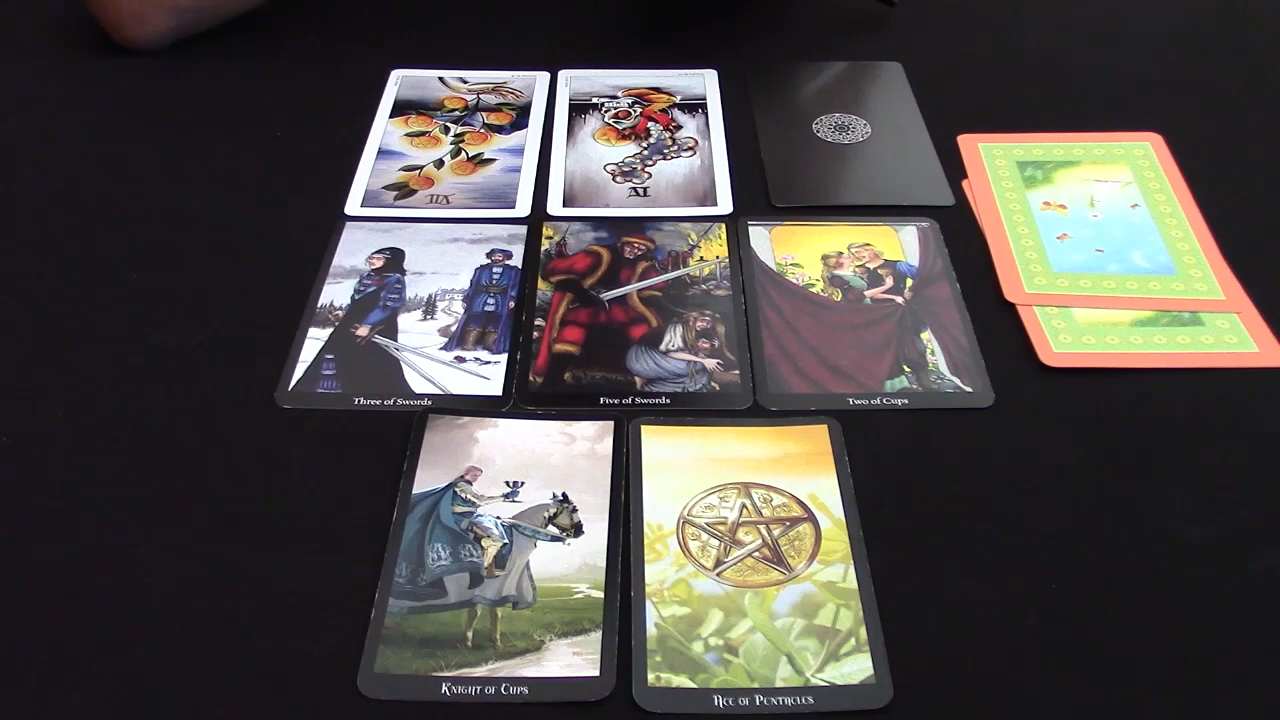 Three of Swords
Five of Swords
Two of Cups
Knight of Cups
Ace of Pentacles